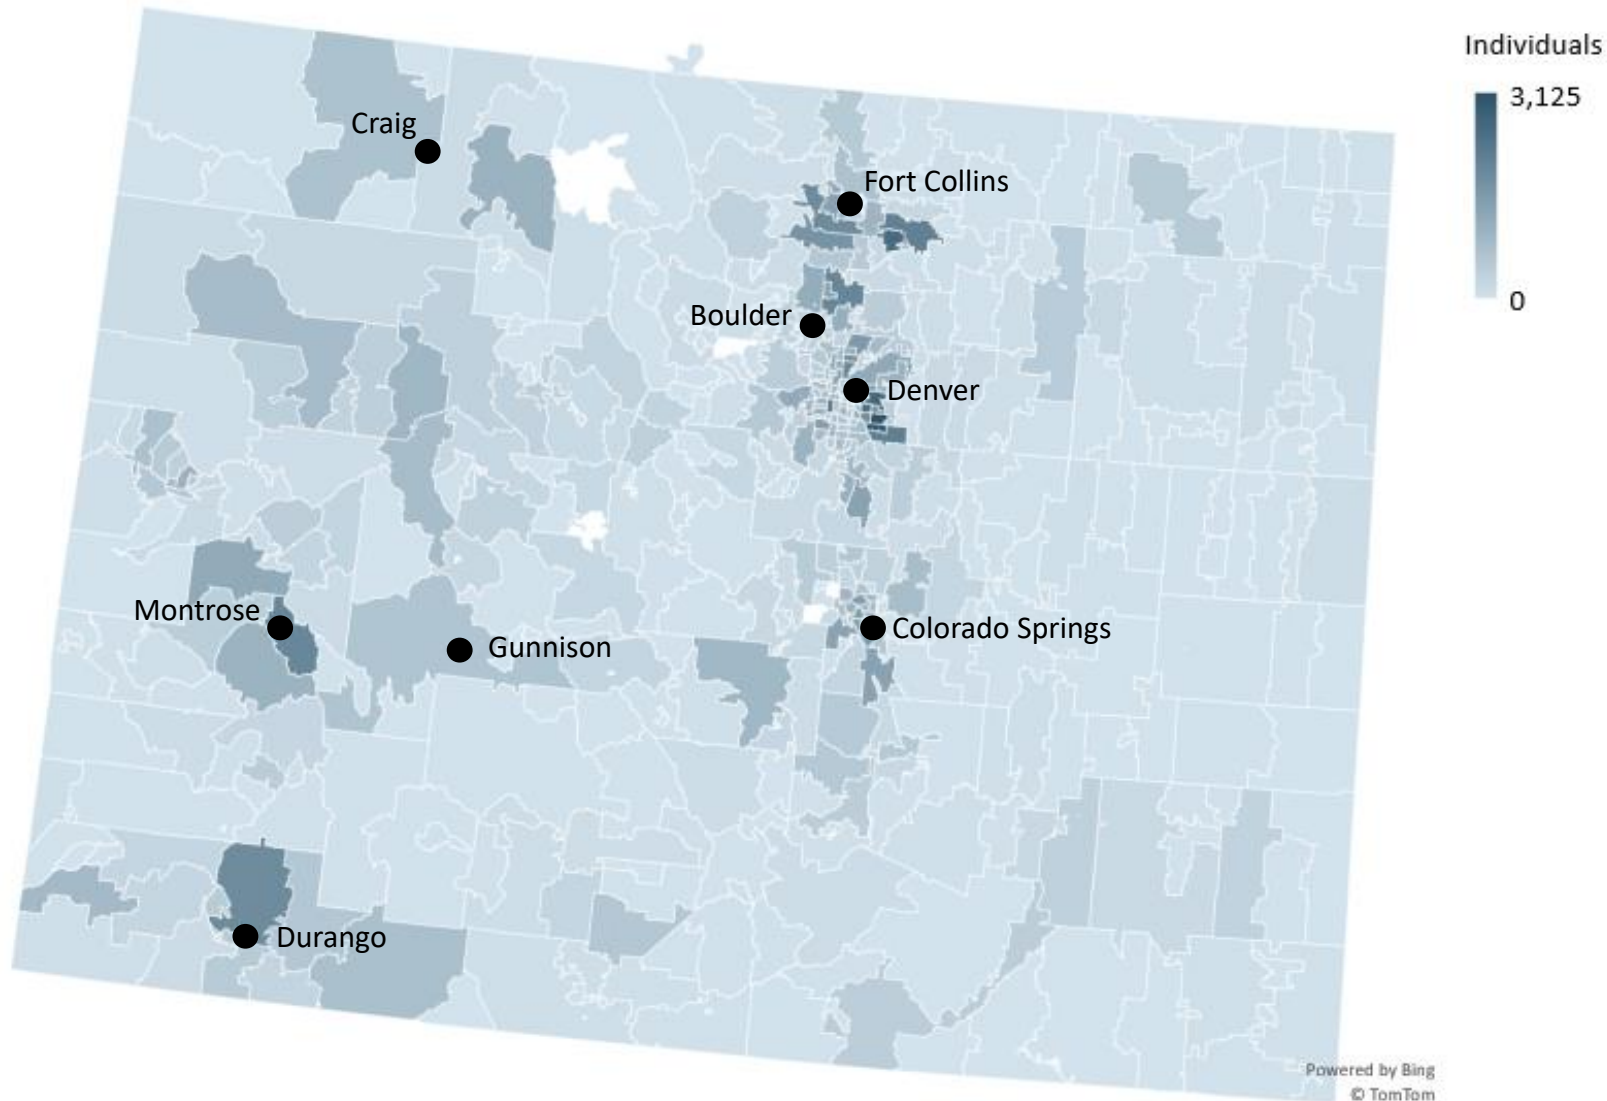 Individuals
3,125
0
Craig
Fort Collins
Boulder
Denver
Montrose
Gunnison
Colorado Springs
Durango
Powered by Bing
© TomTom